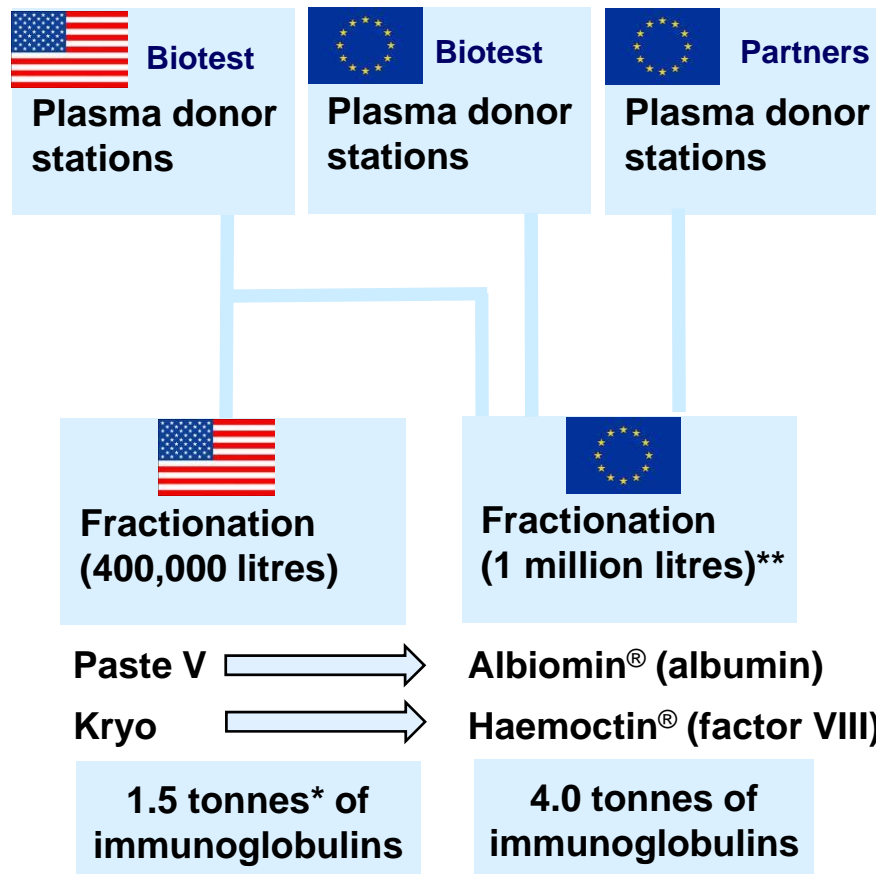 Biotest
Plasma donor
stations
Biotest
Plasma donor
stations
Partners
Plasma donor
stations
Fractionation
(400,000 litres)
Fractionation
(1 million litres)**
Paste V
Albiomin® (albumin)
Kryo
Haemoctin® (factor VIII)
1.5 tonnes* of
immunoglobulins
4.0 tonnes of
immunoglobulins